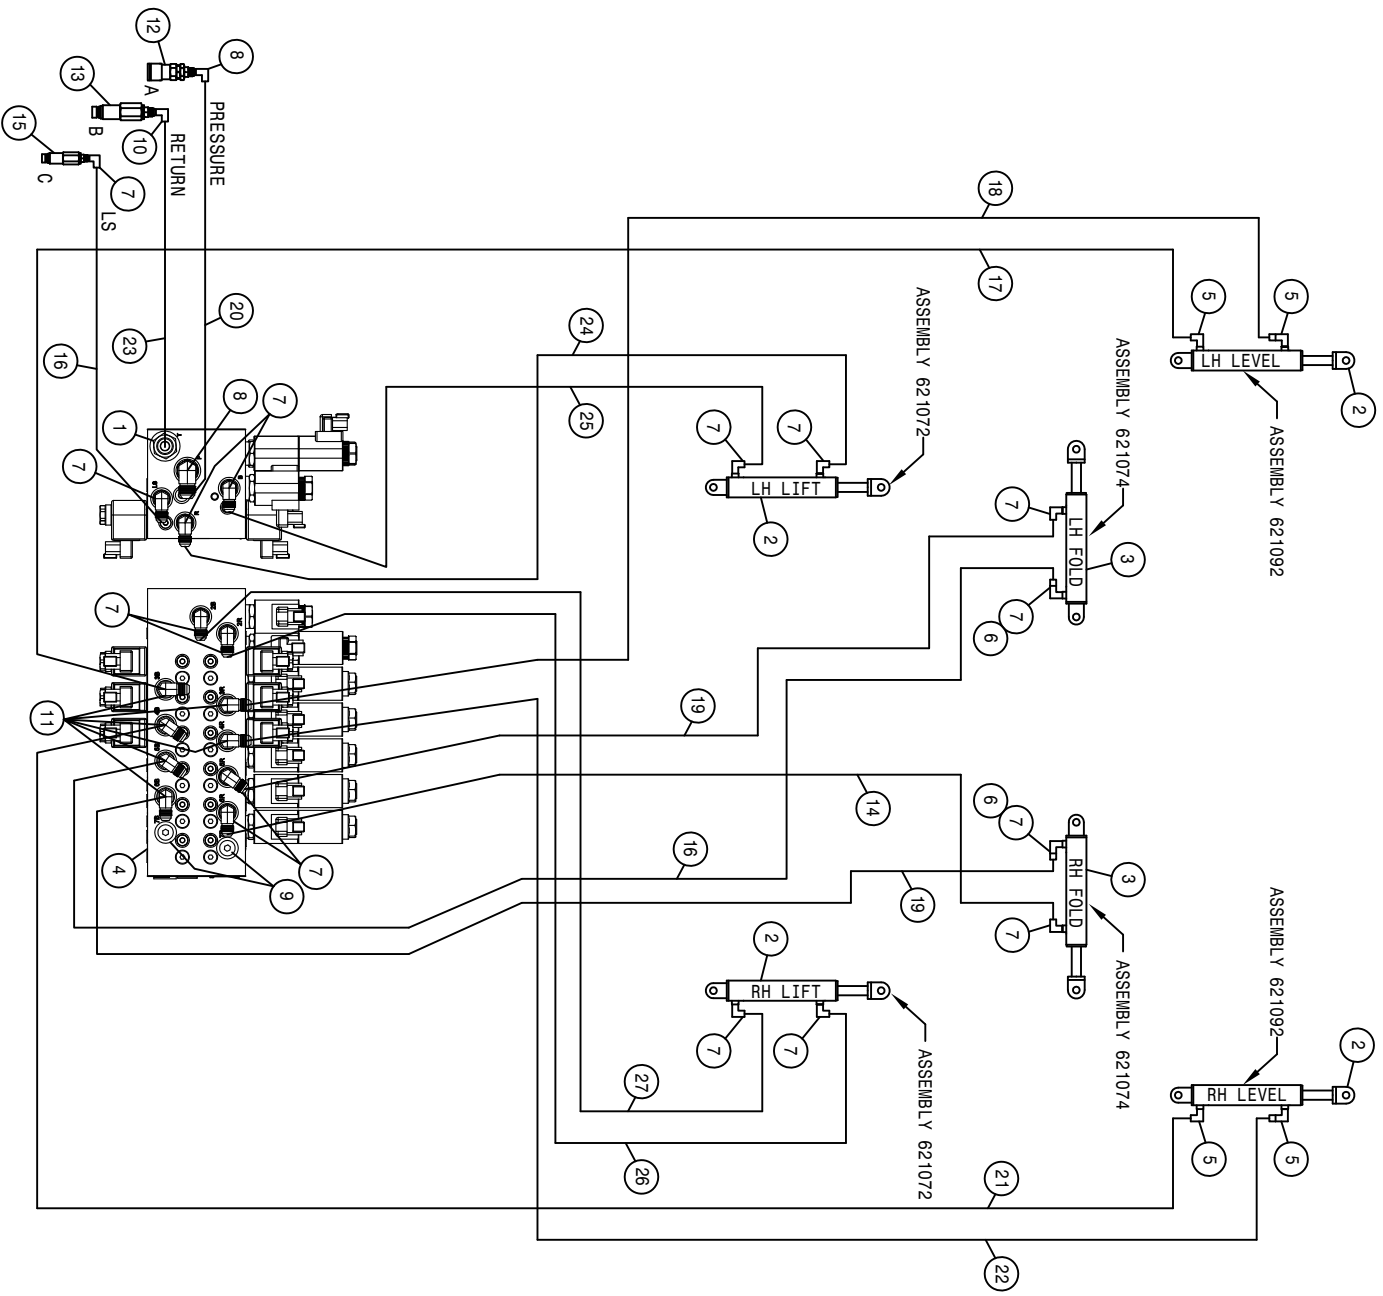 12
8
13
A
B
15
10
C
7
PRESSURE
RETURN
LS
18
17
5
5
LH LEVEL
2
ASSEMBLY 621092
20
23
16
24
25
ASSEMBLY 621072
ASSEMBLY 621074
1
8
7
7
7
7
LH LIFT
2
7
LH FOLD
3
7
6
7
11
19
14
16
19
4
9
7
6
7
RH FOLD
3
7
ASSEMBLY 621074
2
RH LIFT
7
7
ASSEMBLY 621072
27
26
ASSEMBLY 621092
2
RH LEVEL
5
5
21
22